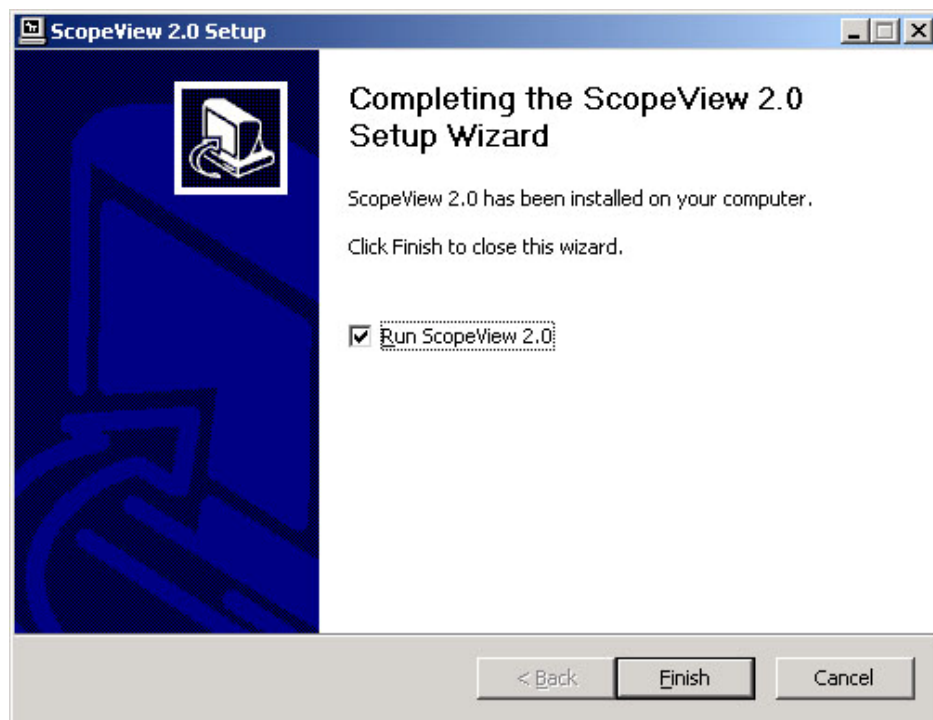 ScopeView 2.0 Setup
Completing the ScopeView 2.0
Setup Wizard
ScopeView 2.0 has been installed on your computer.
Click Finish to close this wizard.
Run ScopeView 2.0
< Back Finish Cancel